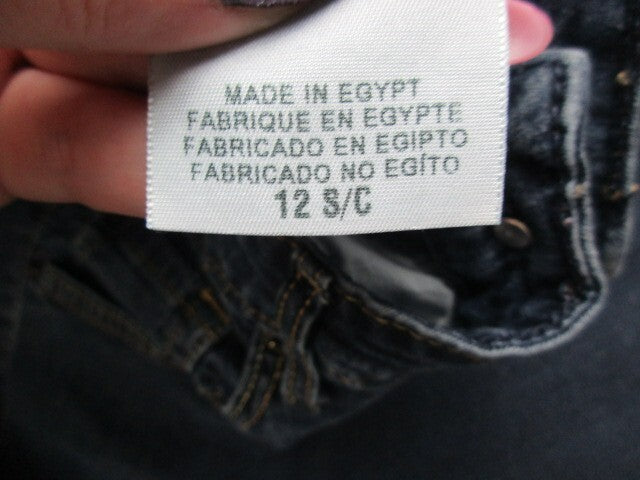 MADE IN EGYPT
FABRIQUE EN EGYPTE
FABRICADO EN EGIPTO
FABRICADO NO EGÍTO
12 S/C